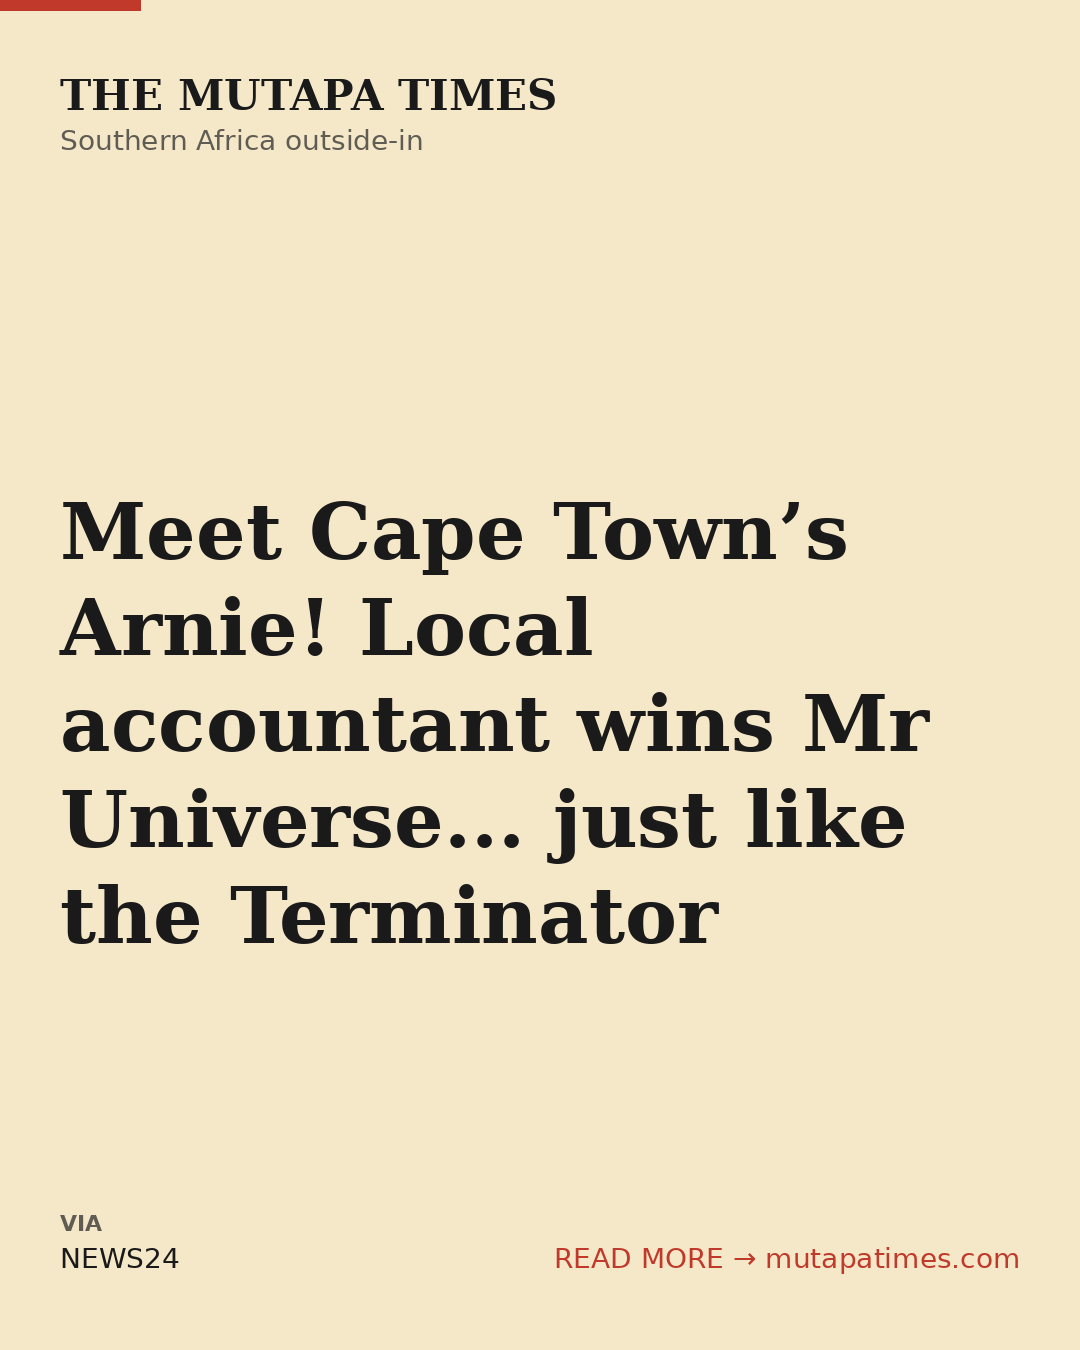 THE MUTAPA TIMES
Southern Africa outside-in
Meet Cape Town’s
Arnie! Local
accountant wins Mr
Universe... just like
the Terminator
VIA
NEWS24
READ MORE → mutapatimes.com